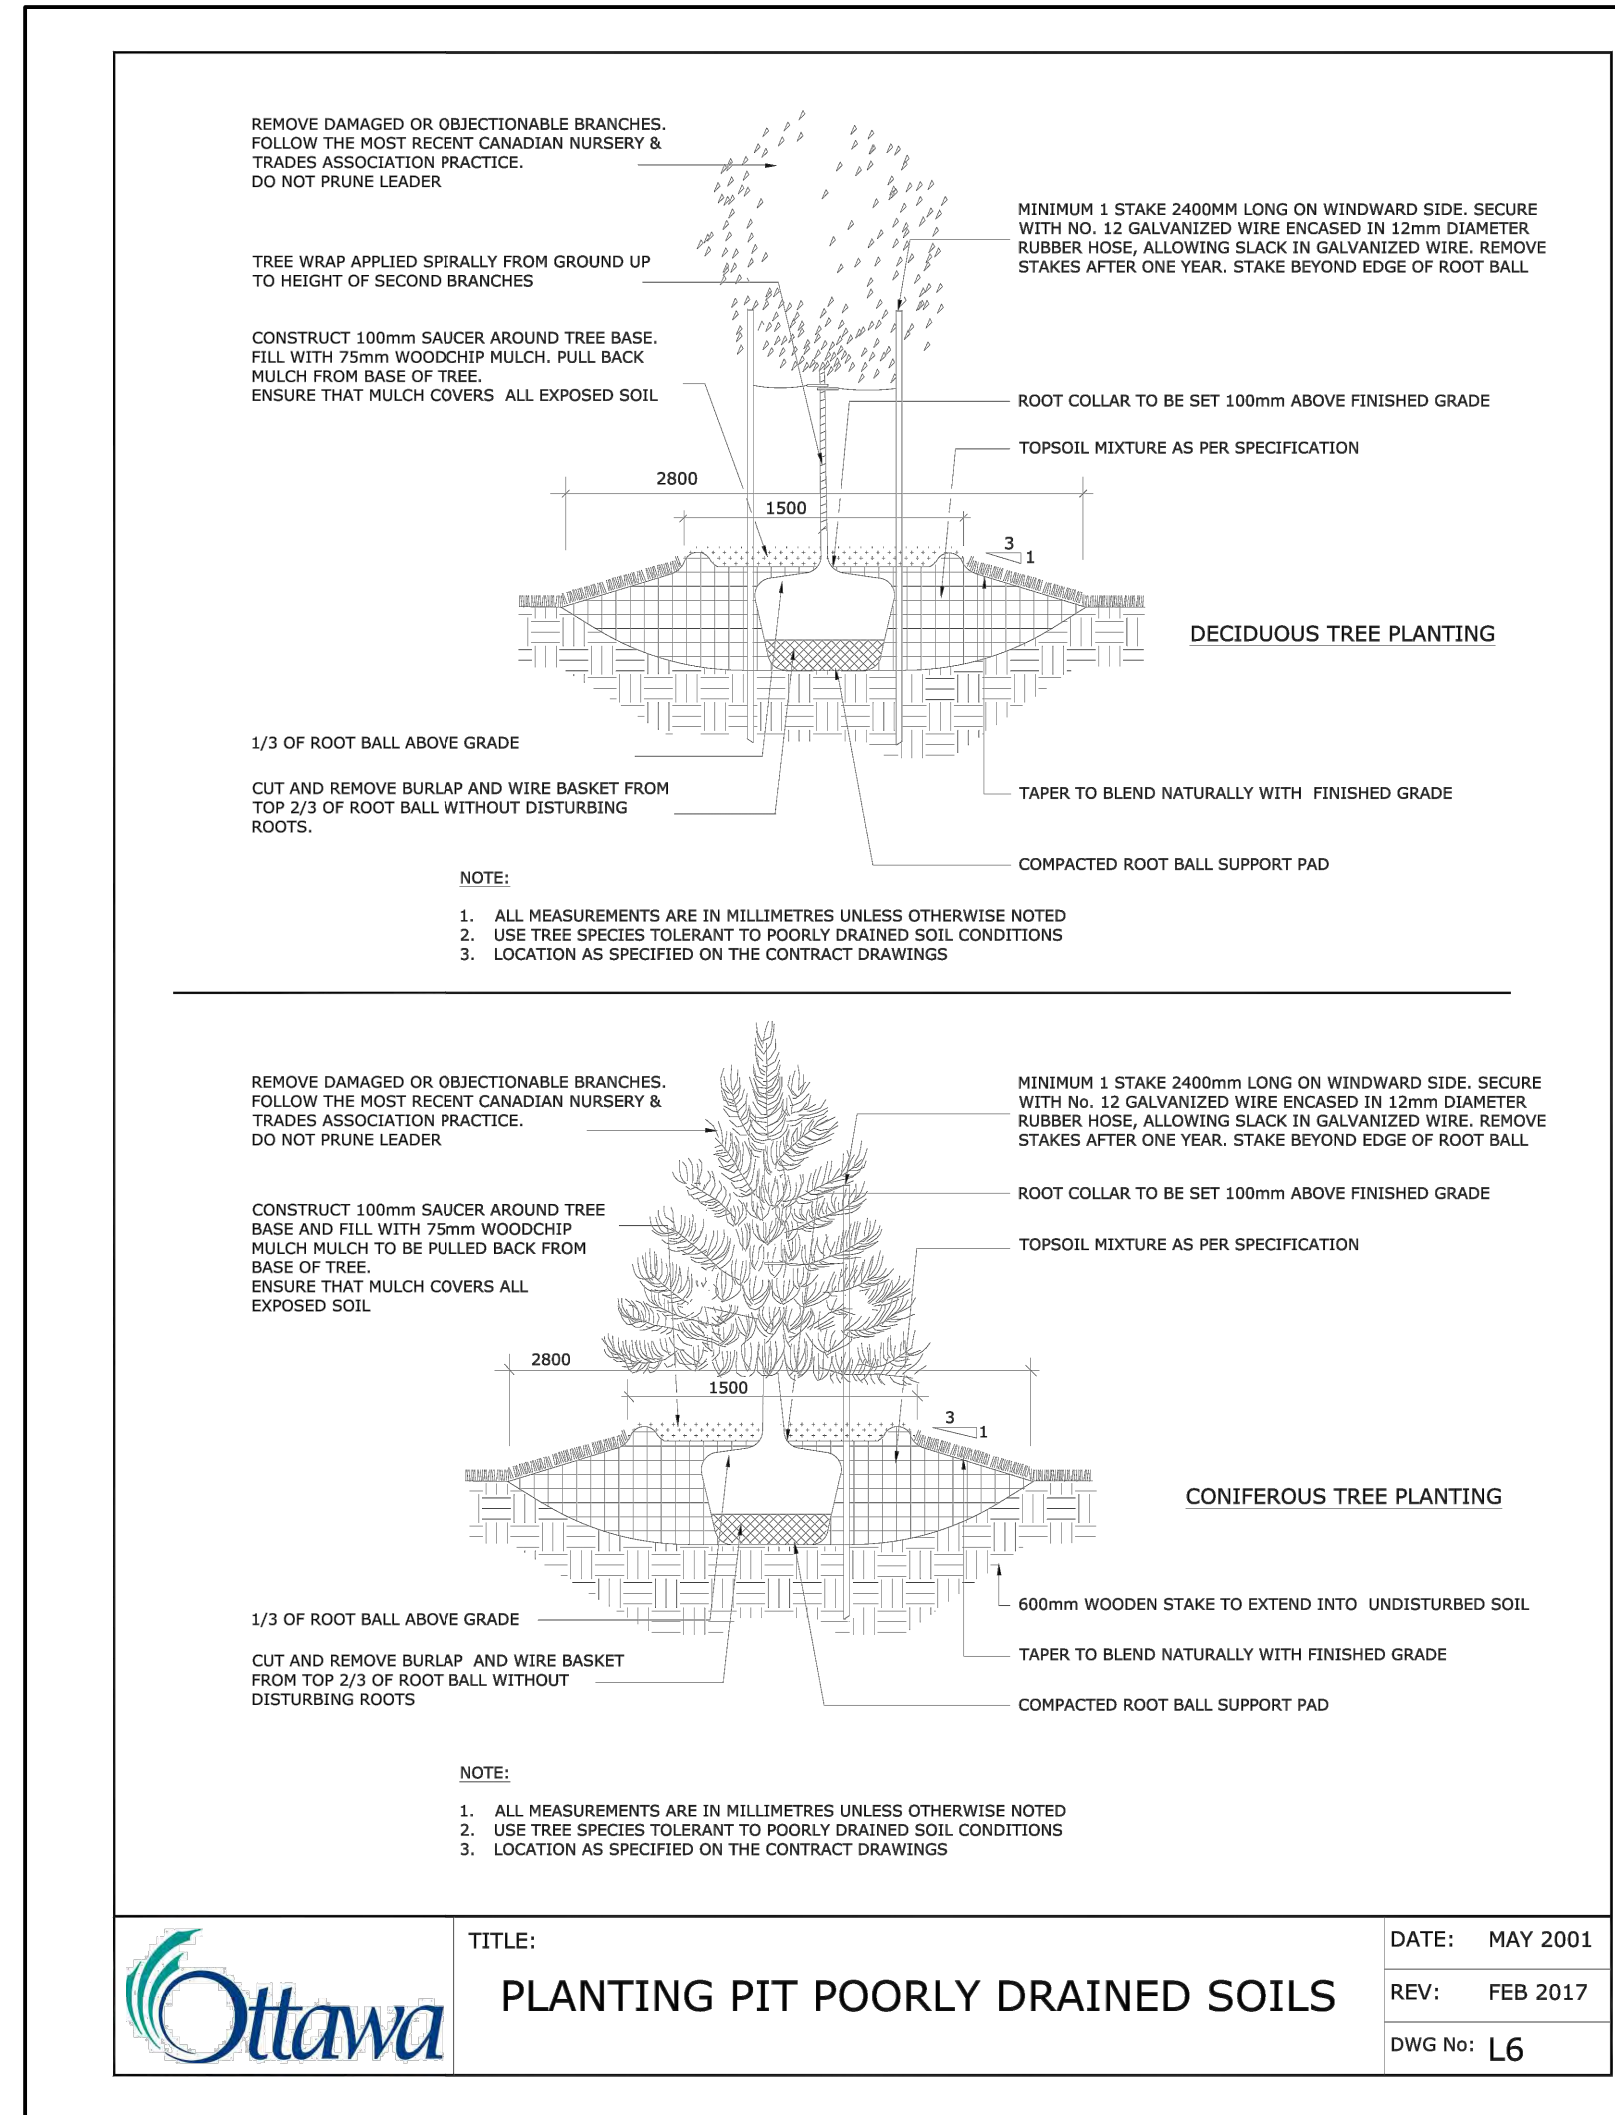 REMOVE DAMAGED OR OBJECTIONABLE BRANCHES.
FOLLOW THE MOST RECENT CANADIAN NURSERY &
TRADES ASSOCIATION PRACTICE.
DO NOT PRUNE LEADER
MINIMUM 1 STAKE 2400MM LONG ON WINDWARD SIDE. SECURE
WITH NO. 12 GALVANIZED WIRE ENCASED IN 12mm DIAMETER
RUBBER HOSE, ALLOWING SLACK IN GALVANIZED WIRE. REMOVE
STAKES AFTER ONE YEAR. STAKE BEYOND EDGE OF ROOT BALL
TREE WRAP APPLIED SPIRALLY FROM GROUND UP
TO HEIGHT OF SECOND BRANCHES
CONSTRUCT 100mm SAUCER AROUND TREE BASE.
FILL WITH 75mm WOODCHIP MULCH. PULL BACK
MULCH FROM BASE OF TREE.
ENSURE THAT MULCH COVERS ALL EXPOSED SOIL
ROOT COLLAR TO BE SET 100mm ABOVE FINISHED GRADE
TOPSOIL MIXTURE AS PER SPECIFICATION
2800
1500
3
1
DECIDUOUS TREE PLANTING
1/3 OF ROOT BALL ABOVE GRADE
CUT AND REMOVE BURLAP AND WIRE BASKET FROM
TOP 2/3 OF ROOT BALL WITHOUT DISTURBING
ROOTS.
TAPER TO BLEND NATURALLY WITH FINISHED GRADE
COMPACTED ROOT BALL SUPPORT PAD
NOTE:
1. ALL MEASUREMENTS ARE IN MILLIMETRES UNLESS OTHERWISE NOTED
2. USE TREE SPECIES TOLERANT TO POORLY DRAINED SOIL CONDITIONS
3. LOCATION AS SPECIFIED ON THE CONTRACT DRAWINGS
REMOVE DAMAGED OR OBJECTIONABLE BRANCHES.
FOLLOW THE MOST RECENT CANADIAN NURSERY &
TRADES ASSOCIATION PRACTICE.
DO NOT PRUNE LEADER
MINIMUM 1 STAKE 2400mm LONG ON WINDWARD SIDE. SECURE
WITH No. 12 GALVANIZED WIRE ENCASED IN 12mm DIAMETER
RUBBER HOSE, ALLOWING SLACK IN GALVANIZED WIRE. REMOVE
STAKES AFTER ONE YEAR. STAKE BEYOND EDGE OF ROOT BALL
ROOT COLLAR TO BE SET 100mm ABOVE FINISHED GRADE
CONSTRUCT 100mm SAUCER AROUND TREE
BASE AND FILL WITH 75mm WOODCHIP
MULCH MULCH TO BE PULLED BACK FROM
BASE OF TREE.
ENSURE THAT MULCH COVERS ALL
EXPOSED SOIL
TOPSOIL MIXTURE AS PER SPECIFICATION
2800
1500
3
1
CONIFEROUS TREE PLANTING
600mm WOODEN STAKE TO EXTEND INTO UNDISTURBED SOIL
1/3 OF ROOT BALL ABOVE GRADE
CUT AND REMOVE BURLAP AND WIRE BASKET
FROM TOP 2/3 OF ROOT BALL WITHOUT
DISTURBING ROOTS
TAPER TO BLEND NATURALLY WITH FINISHED GRADE
COMPACTED ROOT BALL SUPPORT PAD
NOTE:
1. ALL MEASUREMENTS ARE IN MILLIMETRES UNLESS OTHERWISE NOTED
2. USE TREE SPECIES TOLERANT TO POORLY DRAINED SOIL CONDITIONS
3. LOCATION AS SPECIFIED ON THE CONTRACT DRAWINGS
Ottawa
TITLE:
PLANTING PIT POORLY DRAINED SOILS
DATE: MAY 2001
REV: FEB 2017
DWG No: L6